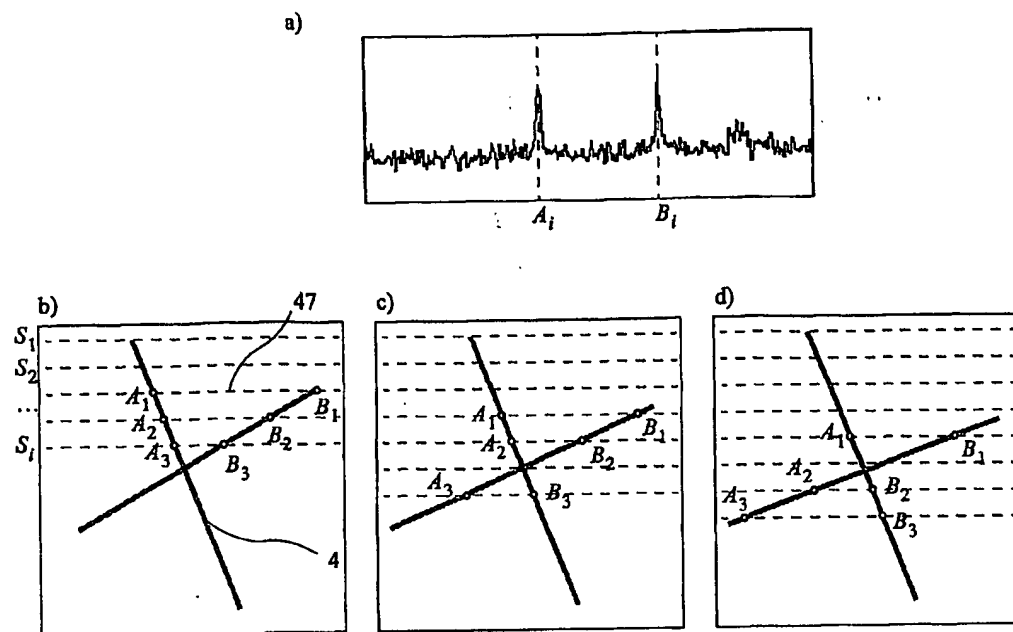 a)
A_i B_i
b) 47 c) d)
S_1
S_2
A_1 B_1 A_1 B_1 A_1 B_1
...
A_2 B_2 A_2 B_2 A_2 B_2
S_i
A_3 B_3 A_3 B_3 A_3 B_3
4